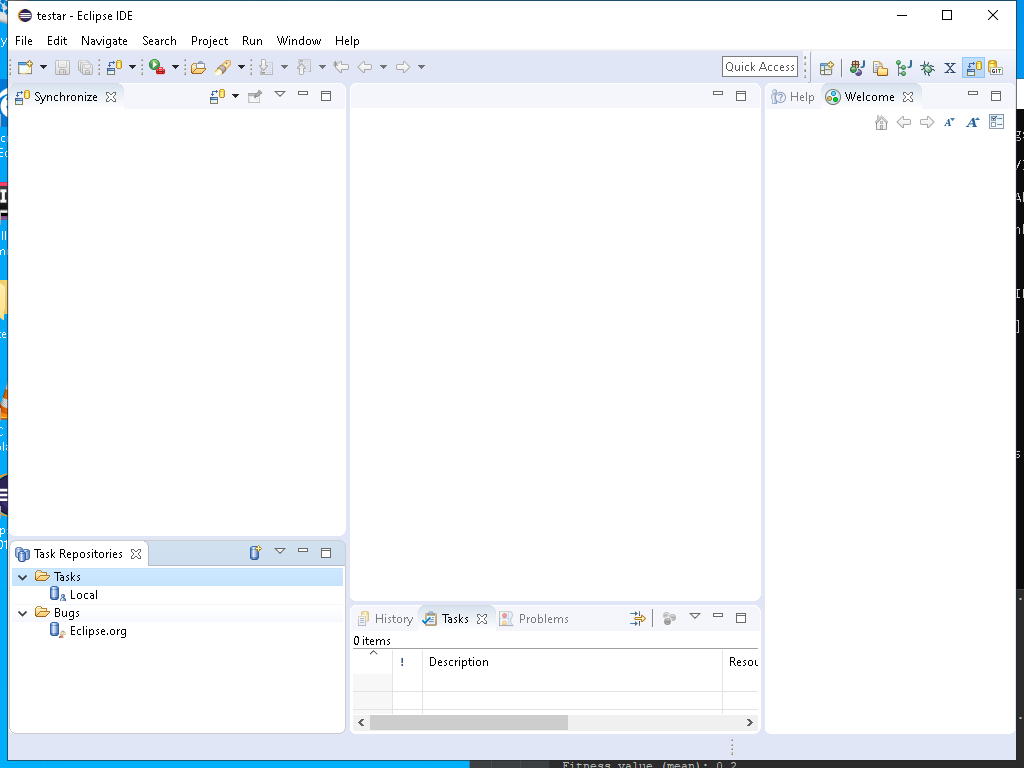 testar - Eclipse IDE
File Edit Navigate Search Project Run Window Help
Quick Access
Synchronize
Help Welcome
Task Repositories
Tasks
Local
Bugs
Eclipse.org
History Tasks Problems
0 items
! Description Resou
Fitness value (mean): 0.2